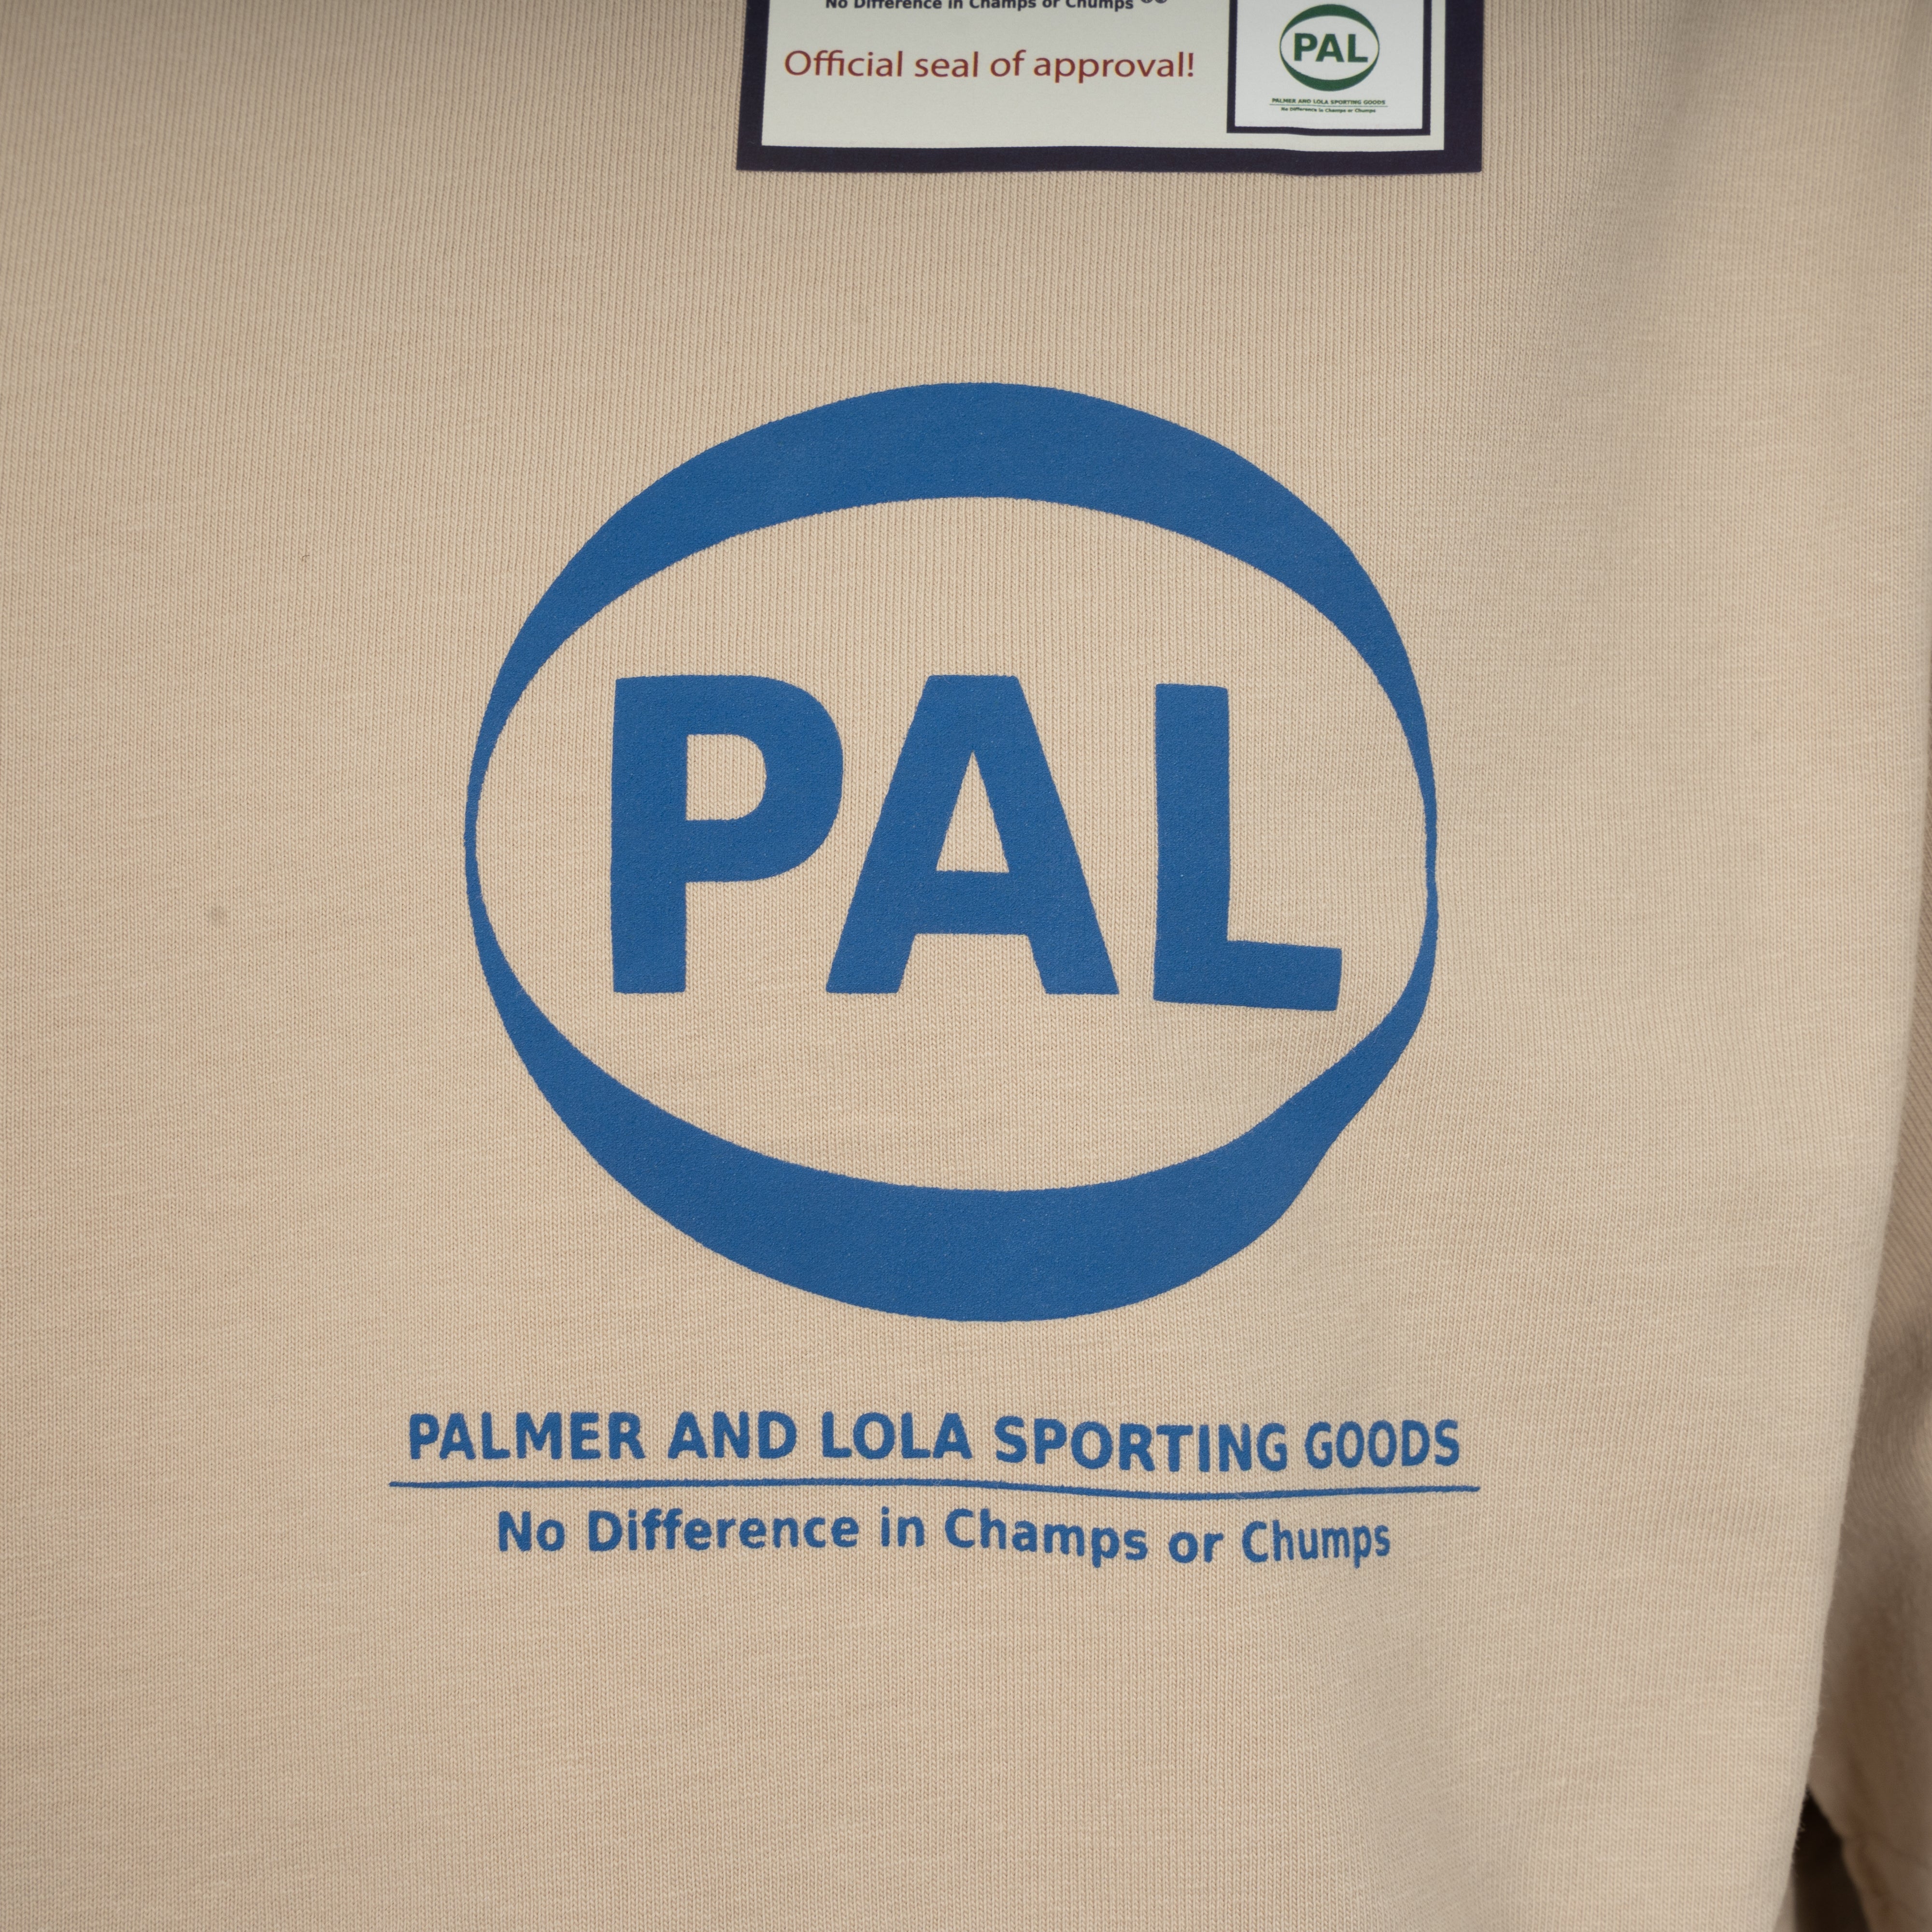 No Difference in Champs or Chumps
Official seal of approval!
PAL
PALMER AND LOLA SPORTING GOODS
No Difference in Champs or Chumps
PAL
PALMER AND LOLA SPORTING GOODS
No Difference in Champs or Chumps